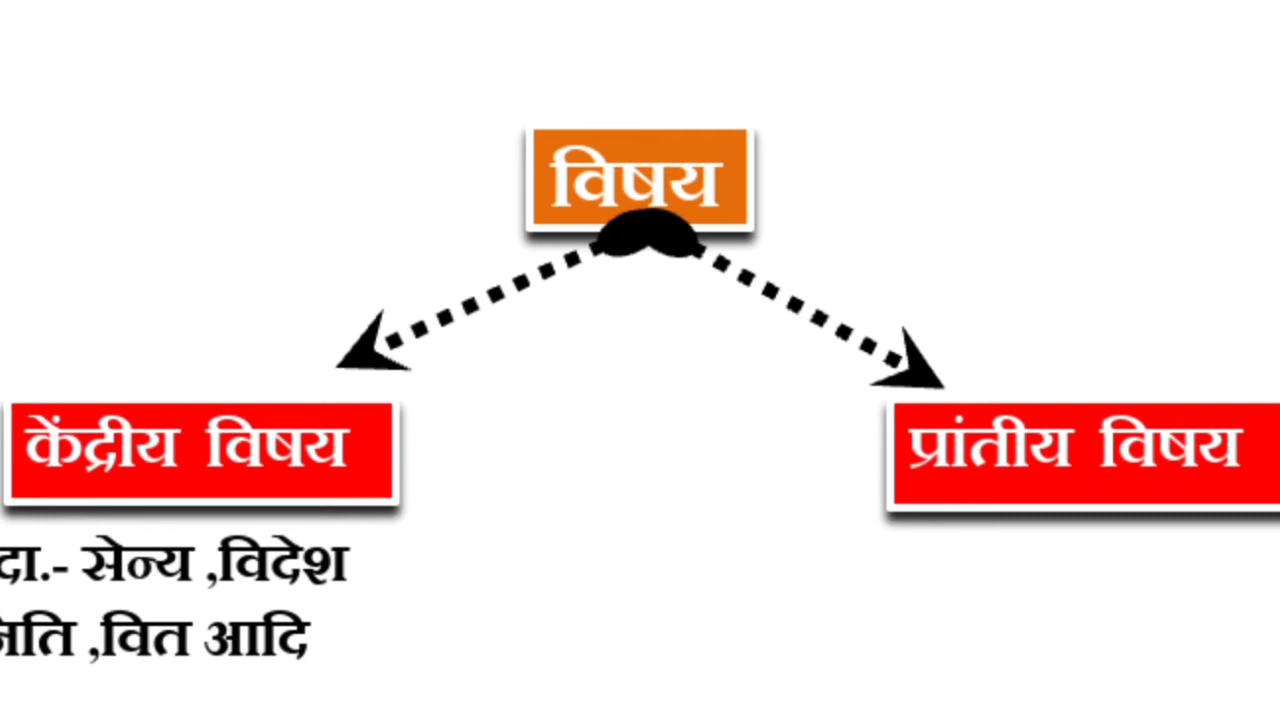 विषय
केंद्रीय विषय
प्रांतीय विषय
सेन्य ,विदेश
,वित आदि